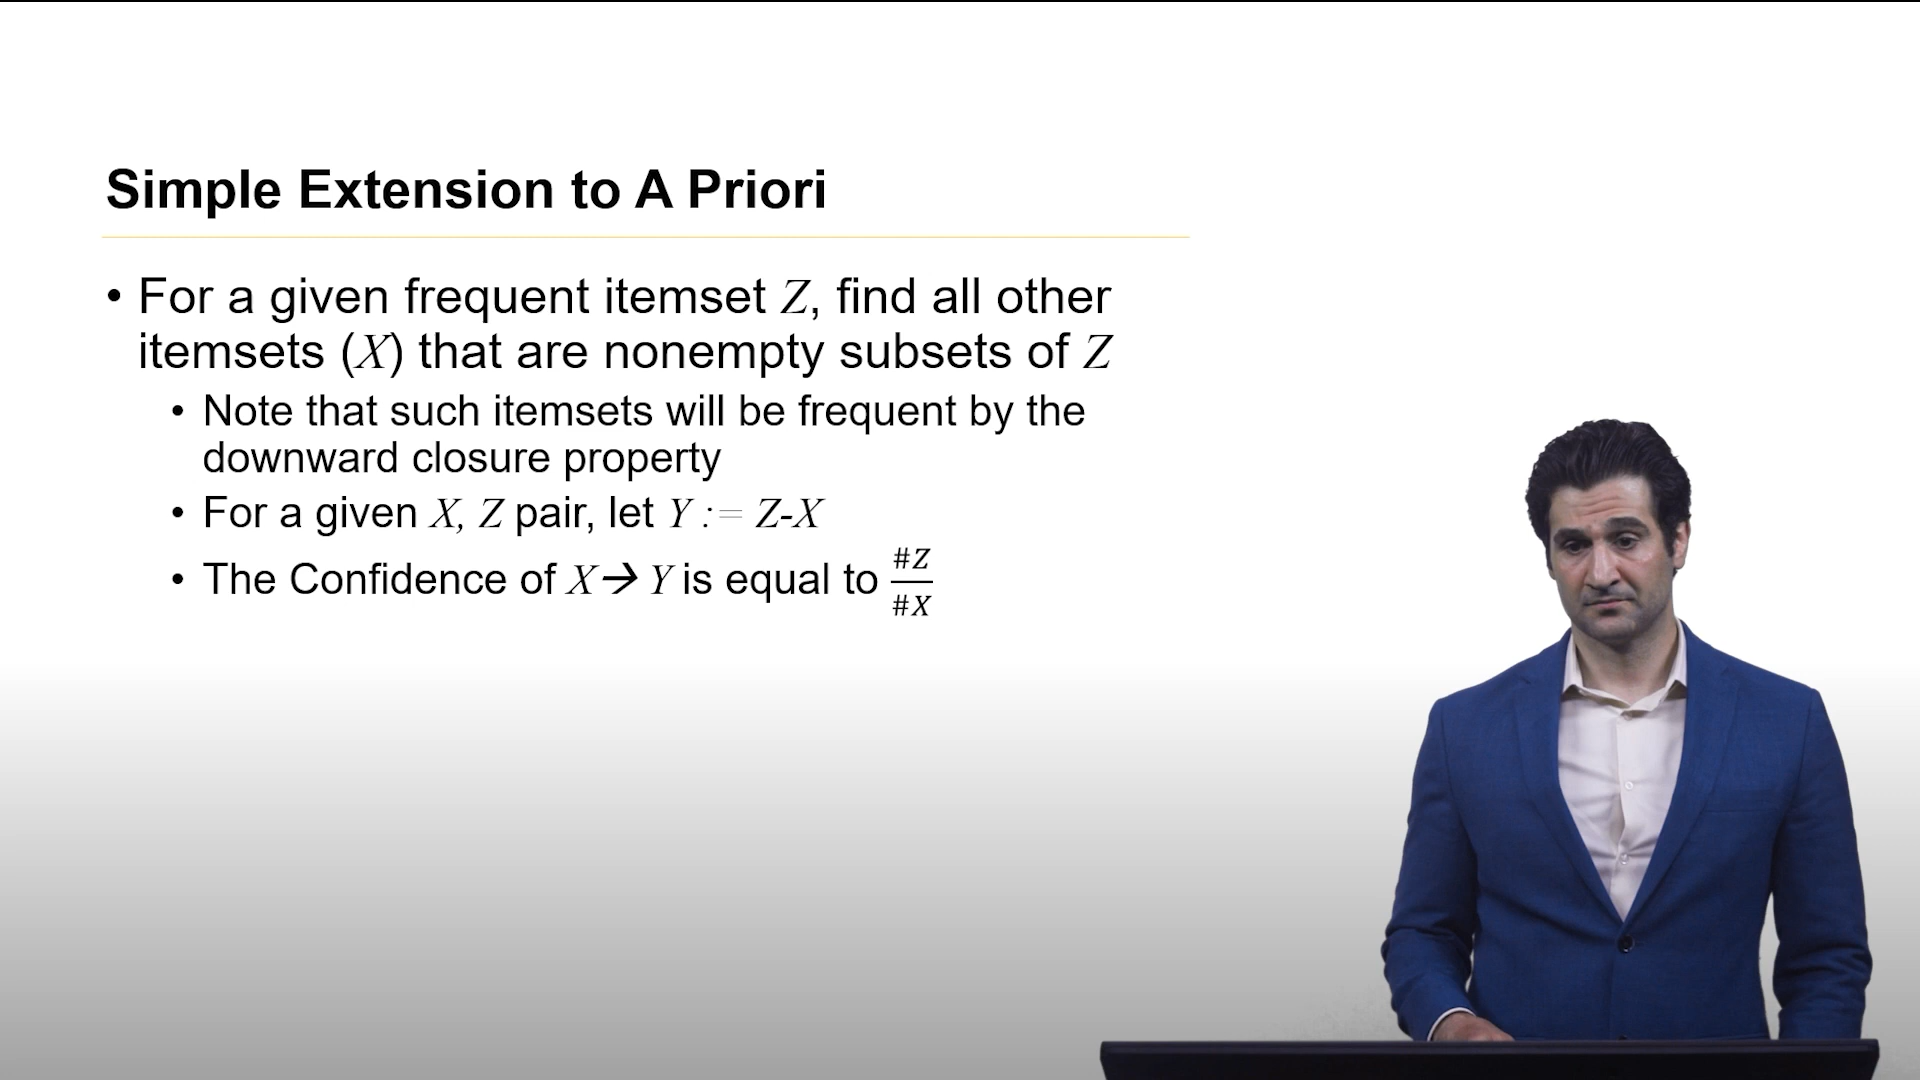 Simple Extension to A Priori
• For a given frequent itemset Z, find all other
itemsets (X) that are nonempty subsets of Z
• Note that such itemsets will be frequent by the
downward closure property
• For a given X, Z pair, let Y := Z-X
• The Confidence of X→ Y is equal to #Z/#X